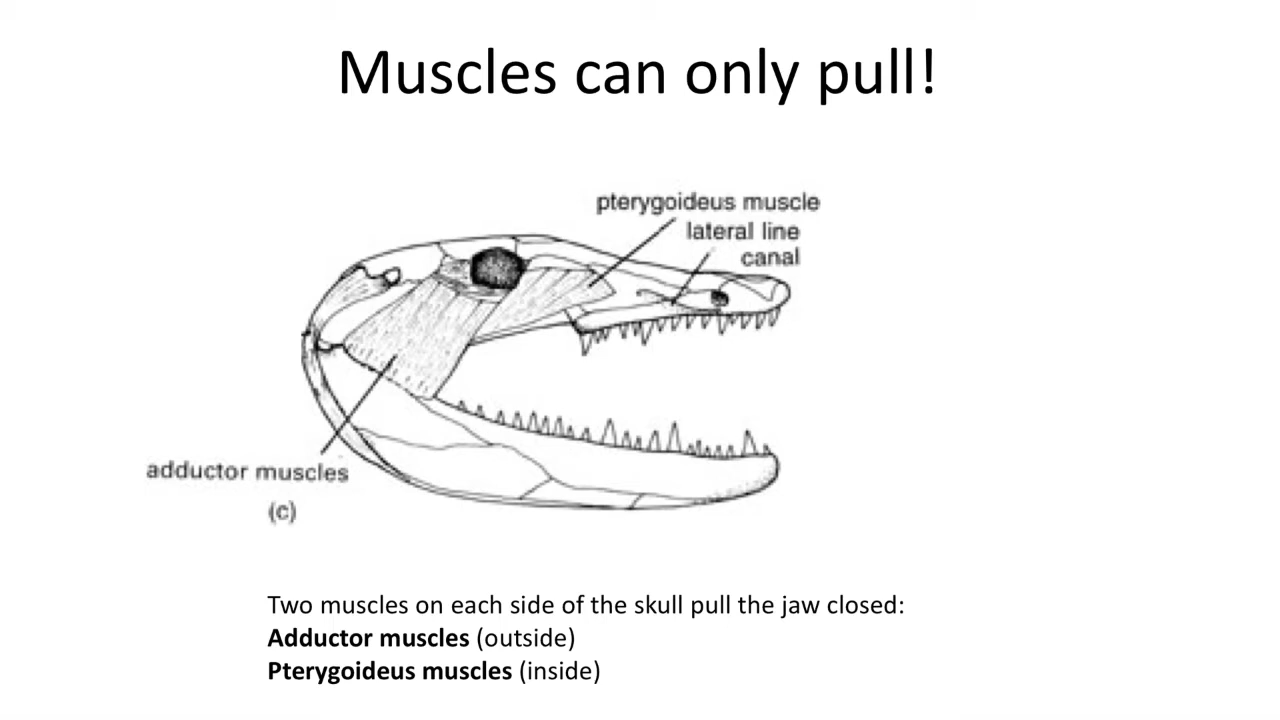 Muscles can only pull!
pterygoideus muscle
lateral line
canal
adductor muscles
(c)
Two muscles on each side of the skull pull the jaw closed:
Adductor muscles (outside)
Pterygoideus muscles (inside)